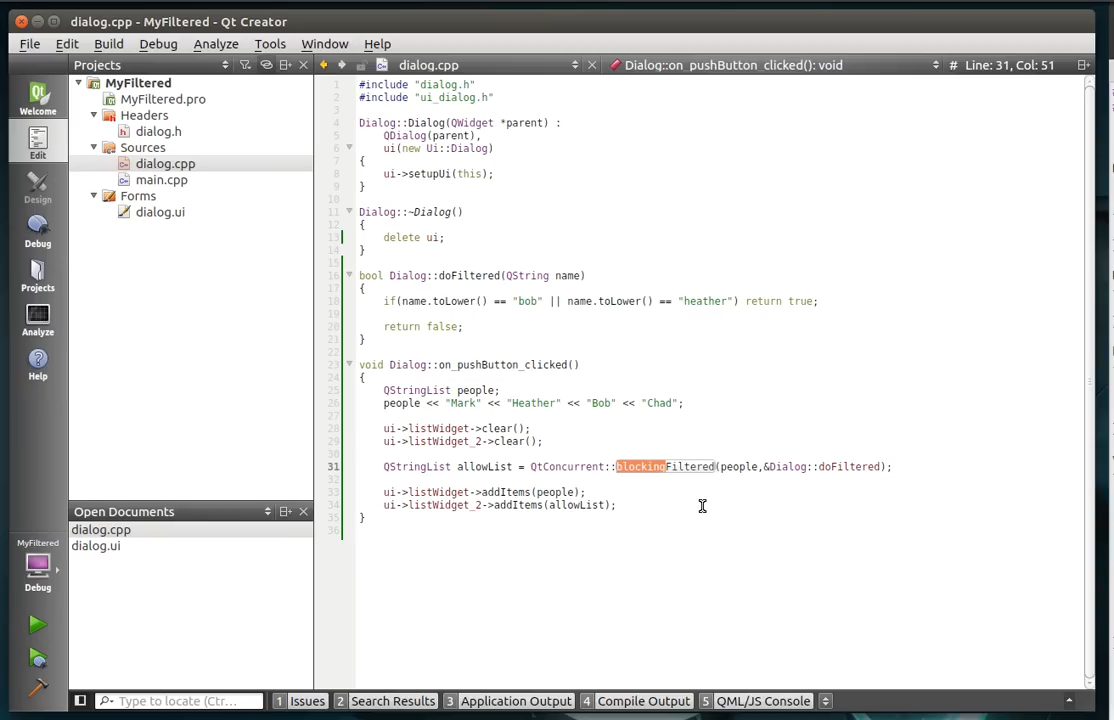 dialog.cpp - MyFiltered - Qt Creator
File Edit Build Debug Analyze Tools Window Help
Projects
dialog.cpp
Dialog::on_pushButton_clicked(): void
# Line: 31, Col: 51
Welcome
Edit
Design
Debug
Projects
Analyze
Help
MyFiltered
MyFiltered.pro
Headers
dialog.h
Sources
dialog.cpp
main.cpp
Forms
dialog.ui
1 #include "dialog.h"
2 #include "ui_dialog.h"
3
4 Dialog::Dialog(QWidget *parent) :
5     QDialog(parent),
6     ui(new Ui::Dialog)
7 {
8     ui->setupUi(this);
9 }
10
11 Dialog::~Dialog()
12 {
13     delete ui;
14 }
15
16 bool Dialog::doFiltered(QString name)
17 {
18     if(name.toLower() == "bob" || name.toLower() == "heather") return true;
19
20     return false;
21 }
22
23 void Dialog::on_pushButton_clicked()
24 {
25     QStringList people;
26     people << "Mark" << "Heather" << "Bob" << "Chad";
27
28     ui->listWidget->clear();
29     ui->listWidget_2->clear();
30
31     QStringList allowList = QtConcurrent::blockingFiltered(people,&Dialog::doFiltered);
32
33     ui->listWidget->addItems(people);
34     ui->listWidget_2->addItems(allowList);
35 }
36
Open Documents
dialog.cpp
dialog.ui
MyFiltered
Debug
Type to locate (Ctr...
1 Issues 2 Search Results 3 Application Output 4 Compile Output 5 QML/JS Console